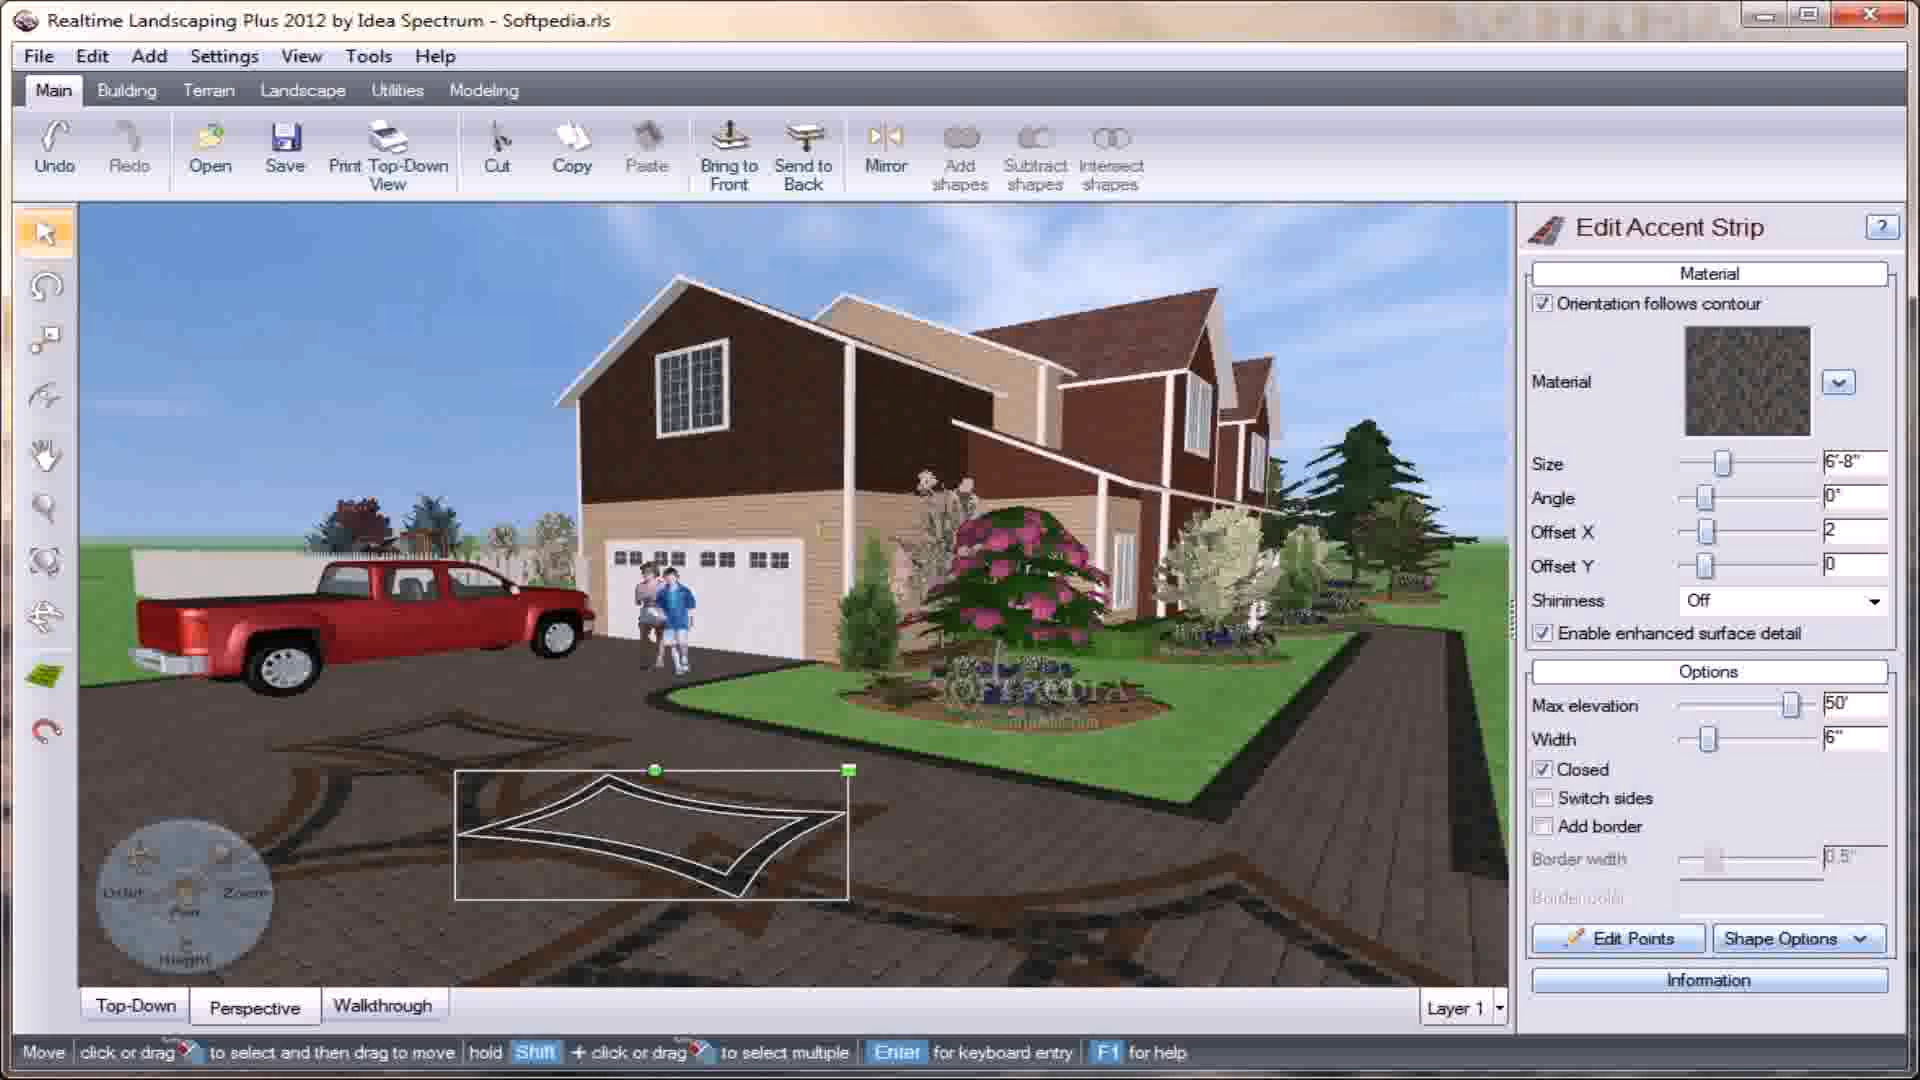 Realtime Landscaping Plus 2012 by Idea Spectrum - Softpedia.rls
File Edit Add Settings View Tools Help
Main Building Terrain Landscape Utilities Modeling
Undo Redo Open Save Print Top-Down View Cut Copy Paste Bring to Front Send to Back Mirror Add shapes Subtract shapes Intersect shapes
Edit Accent Strip ?
Material
Orientation follows contour
Material
Size 6'-8"
Angle 0°
Offset X 2
Offset Y 0
Shininess Off
Enable enhanced surface detail
SOFTPEDIA
Options
Max elevation 50'
Width 6"
Closed
Switch sides
Add border
Border width 0.5"
Border color
Orbit Zoom
Pan
Height
Edit Points Shape Options
Information
Top-Down Perspective Walkthrough
Layer 1
Move click or drag to select and then drag to move hold Shift + click or drag to select multiple Enter for keyboard entry F1 for help